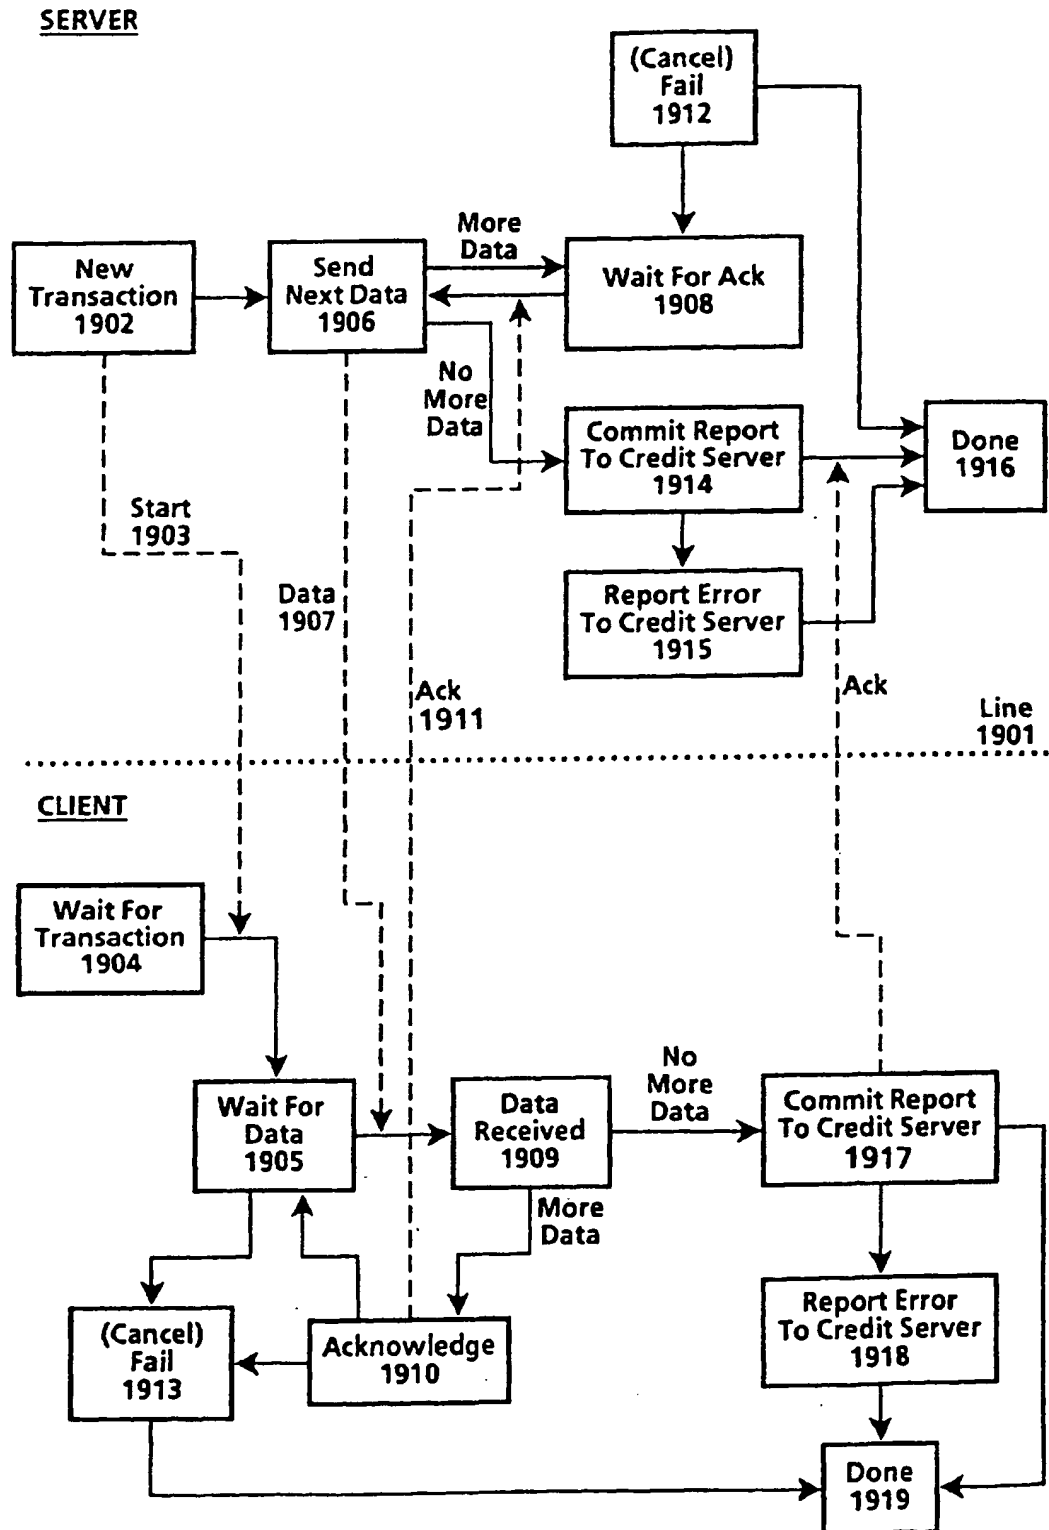 SERVER
(Cancel)
Fail
1912
More
Data
New
Transaction
1902
Send
Next Data
1906
Wait For Ack
1908
No
More
Data
Commit Report
To Credit Server
1914
Done
1916
Start
1903
Data
1907
Report Error
To Credit Server
1915
Ack
1911
Ack
Line
1901
CLIENT
Wait For
Transaction
1904
Wait For
Data
1905
Data
Received
1909
No
More
Data
Commit Report
To Credit Server
1917
More
Data
(Cancel)
Fail
1913
Acknowledge
1910
Report Error
To Credit Server
1918
Done
1919